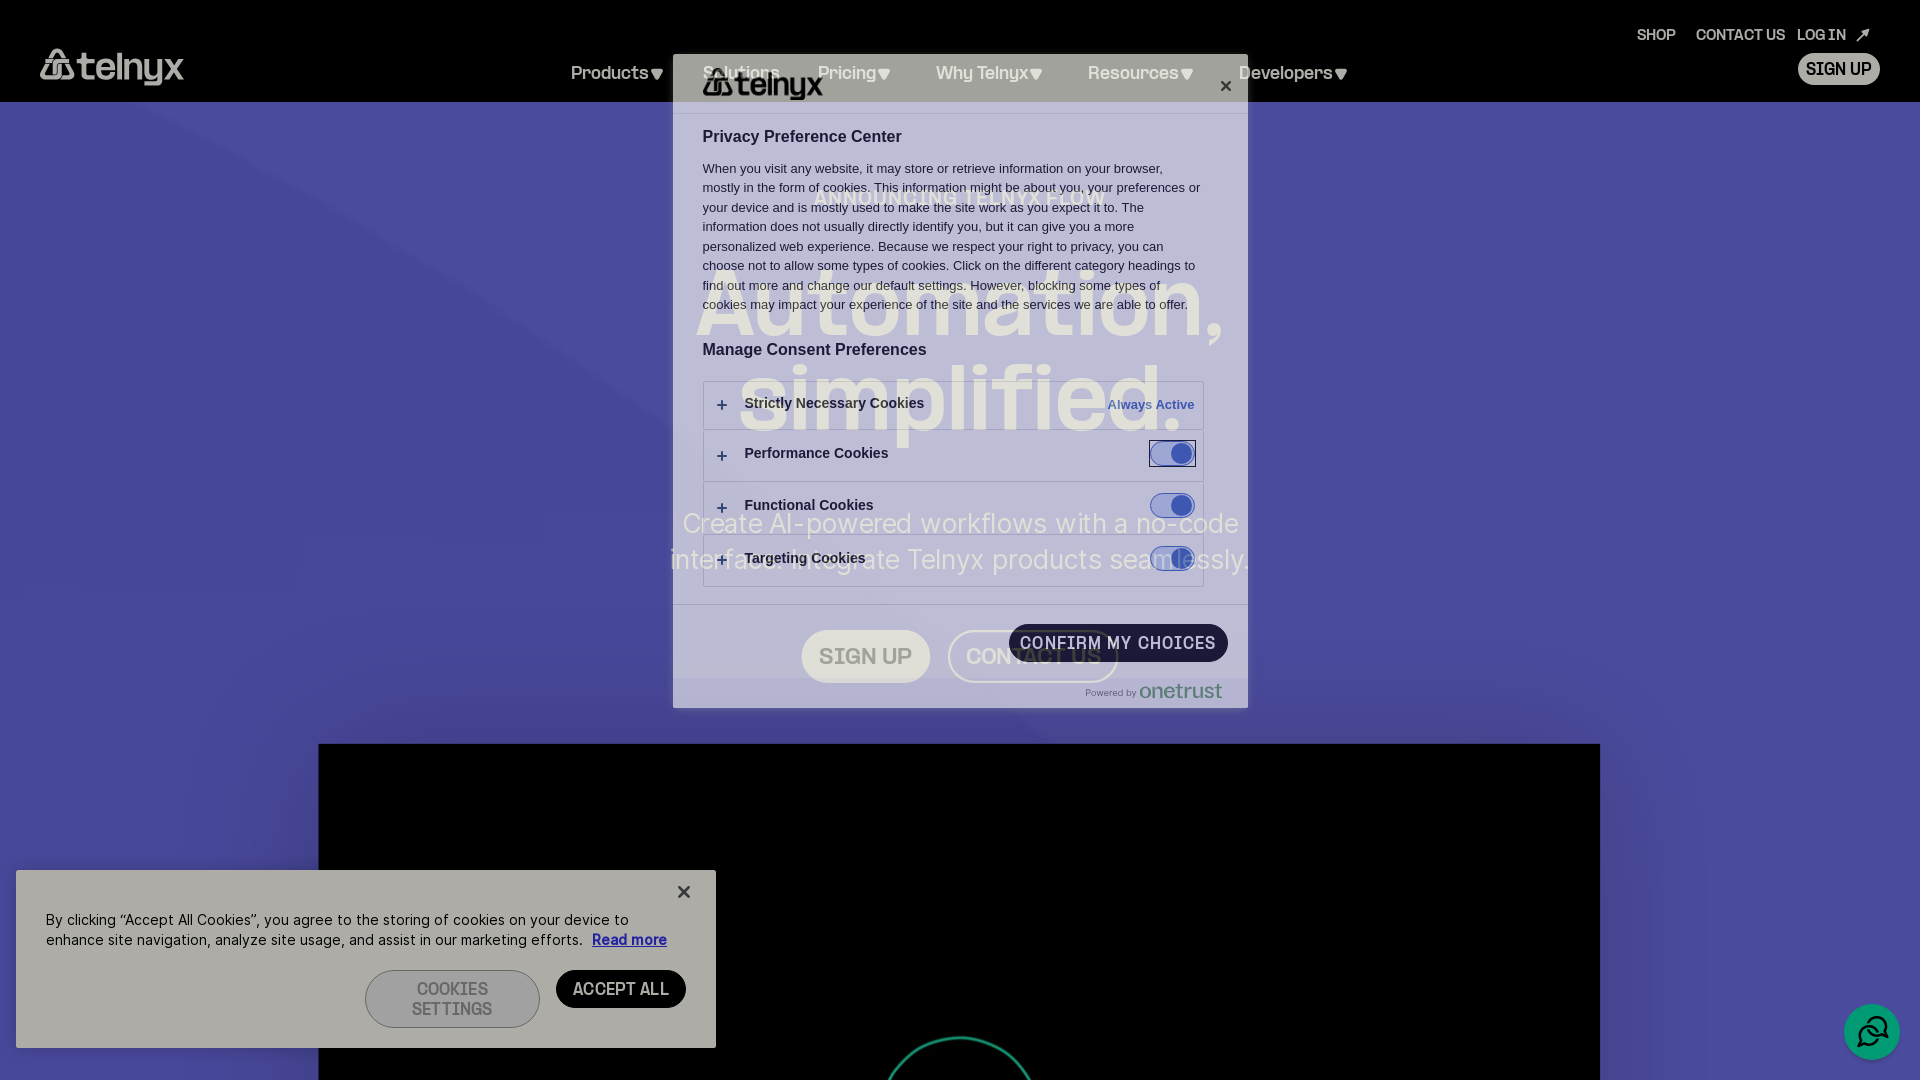 SHOP
CONTACT US
LOG IN
telnyx
Products
Solutions
Pricing
Why Telnyx
Resources
Developers
SIGN UP
telnyx
Privacy Preference Center
When you visit any website, it may store or retrieve information on your browser,
mostly in the form of cookies. This information might be about you, your preferences or
your device and is mostly used to make the site work as you expect it to. The
information does not usually directly identify you, but it can give you a more
personalized web experience. Because we respect your right to privacy, you can
choose not to allow some types of cookies. Click on the different category headings to
find out more and change our default settings. However, blocking some types of
cookies may impact your experience of the site and the services we are able to offer.
ANNOUNCING TELNYX FLOW
Automation,
simplified.
Manage Consent Preferences
Strictly Necessary Cookies
Always Active
Performance Cookies
Functional Cookies
Targeting Cookies
Create AI-powered workflows with a no-code
interface. Integrate Telnyx products seamlessly.
SIGN UP
CONTACT US
CONFIRM MY CHOICES
Powered by onetrust
By clicking “Accept All Cookies”, you agree to the storing of cookies on your device to
enhance site navigation, analyze site usage, and assist in our marketing efforts. Read more
COOKIES
SETTINGS
ACCEPT ALL